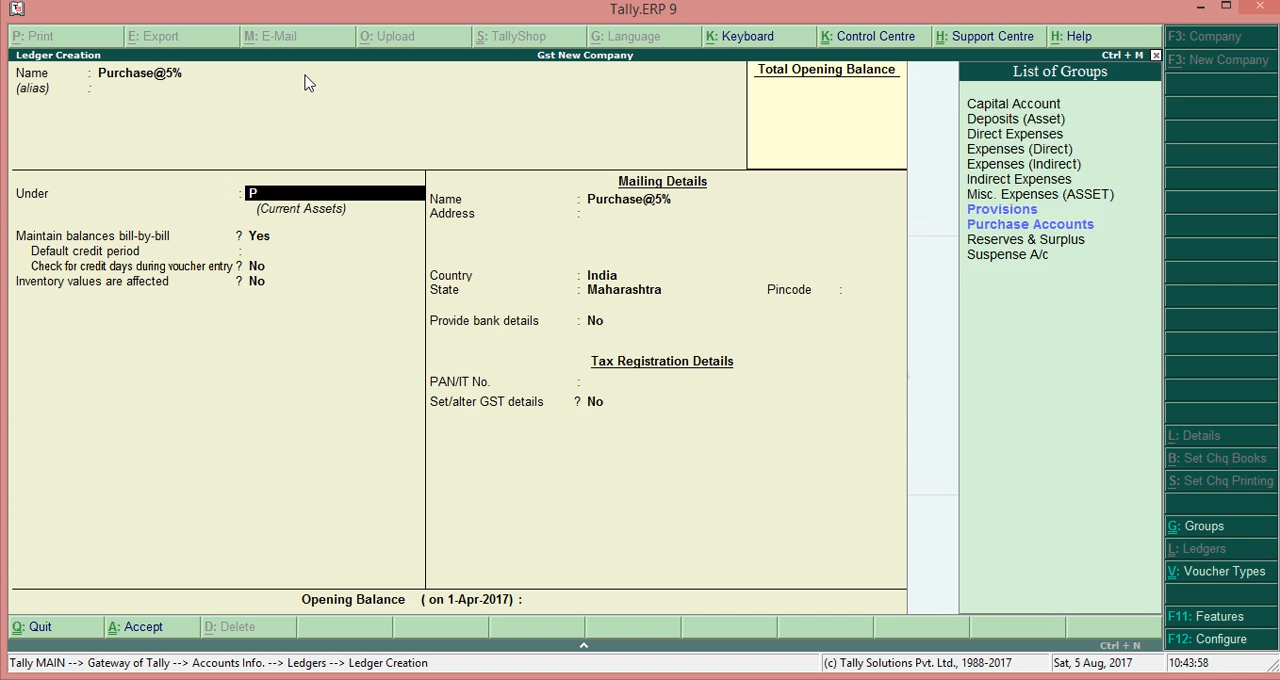 Tally.ERP 9
P: Print E: Export M: E-Mail O: Upload S: TallyShop G: Language K: Keyboard K: Control Centre H: Support Centre H: Help
F3: Company
F3: New Company
Ledger Creation Gst New Company Ctrl + M
Name : Purchase@5%
(alias) :
Total Opening Balance
Under : P
(Current Assets)
Maintain balances bill-by-bill ? Yes
Default credit period :
Check for credit days during voucher entry ? No
Inventory values are affected ? No
Mailing Details
Name : Purchase@5%
Address :
Country : India
State : Maharashtra Pincode :
Provide bank details : No
Tax Registration Details
PAN/IT No. :
Set/alter GST details ? No
Opening Balance ( on 1-Apr-2017) :
List of Groups
Capital Account
Deposits (Asset)
Direct Expenses
Expenses (Direct)
Expenses (Indirect)
Indirect Expenses
Misc. Expenses (ASSET)
Provisions
Purchase Accounts
Reserves & Surplus
Suspense A/c
L: Details
B: Set Chq Books
S: Set Chq Printing
G: Groups
L: Ledgers
V: Voucher Types
F11: Features
F12: Configure
Q: Quit A: Accept D: Delete
Ctrl + N
Tally MAIN --> Gateway of Tally --> Accounts Info. --> Ledgers --> Ledger Creation (c) Tally Solutions Pvt. Ltd., 1988-2017 Sat, 5 Aug, 2017 10:43:58